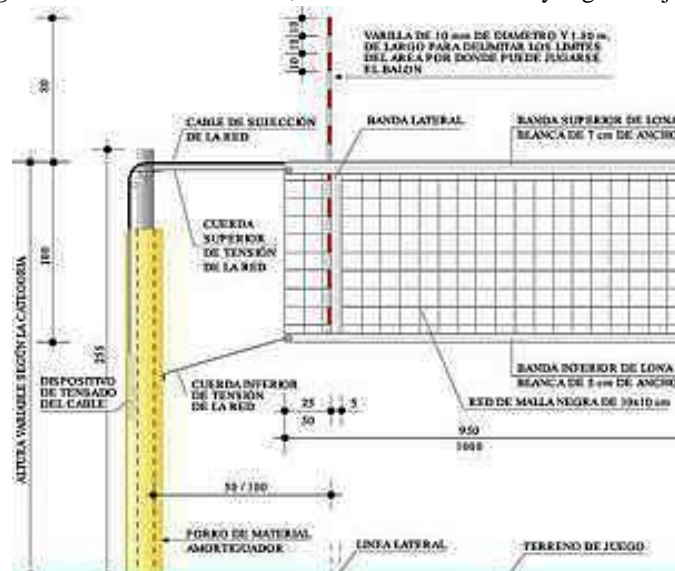 VARILLA DE 10 mm DE DIAMETRO Y 1.80 m.
DE LARGO PARA DELIMITAR LOS LIMITES
DEL AREA POR DONDE PUEDE JUGARSE
EL BALON
10 10 10
80
CABLE DE SUJECCIÓN
DE LA RED
BANDA LATERAL
BANDA SUPERIOR DE LONA
BLANCA DE 7 cm DE ANCHO
CUERDA
SUPERIOR
DE TENSIÓN
DE LA RED
100
255
ALTURA VARIABLE SEGÚN LA CATEGORIA
DISPOSITIVO
DE TENSADO
DEL CABLE
CUERDA INFERIOR
DE TENSIÓN
DE LA RED
BANDA INFERIOR DE LONA
BLANCA DE 5 cm DE ANCHO
RED DE MALLA NEGRA DE 10x10 cm
25 5
50
950
1000
50 / 100
FORRO DE MATERIAL
AMORTIGUADOR
LINEA LATERAL
TERRENO DE JUEGO